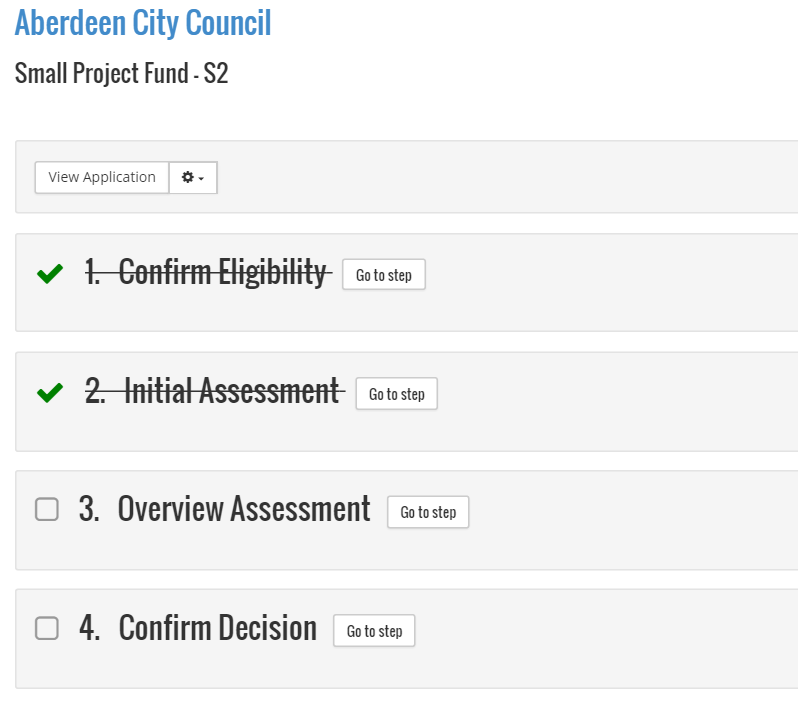 Aberdeen City Council
Small Project Fund - S2
View Application
1. Confirm Eligibility Go to step
2. Initial Assessment Go to step
3. Overview Assessment Go to step
4. Confirm Decision Go to step